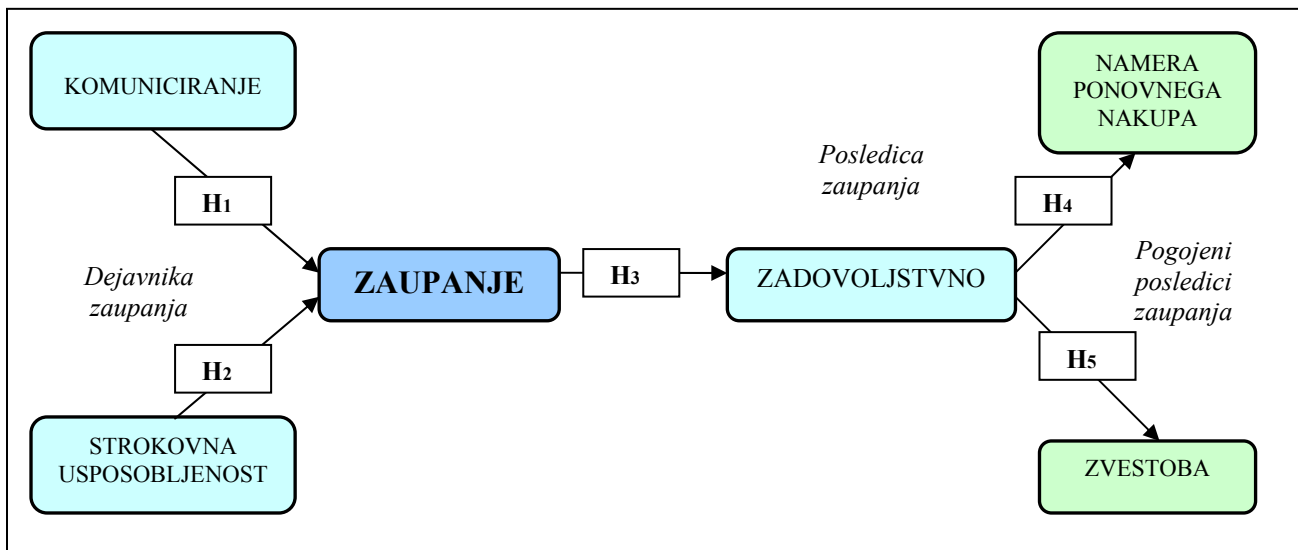 KOMUNICIRANJE
NAMERA
PONOVNEGA
NAKUPA
Posledica
zaupanja
H1
H4
Dejavnika
zaupanja
ZAUPANJE
H3
ZADOVOLJSTVNO
Pogojeni
posledici
zaupanja
H2
H5
STROKOVNA
USPOSOBLJENOST
ZVESTOBA